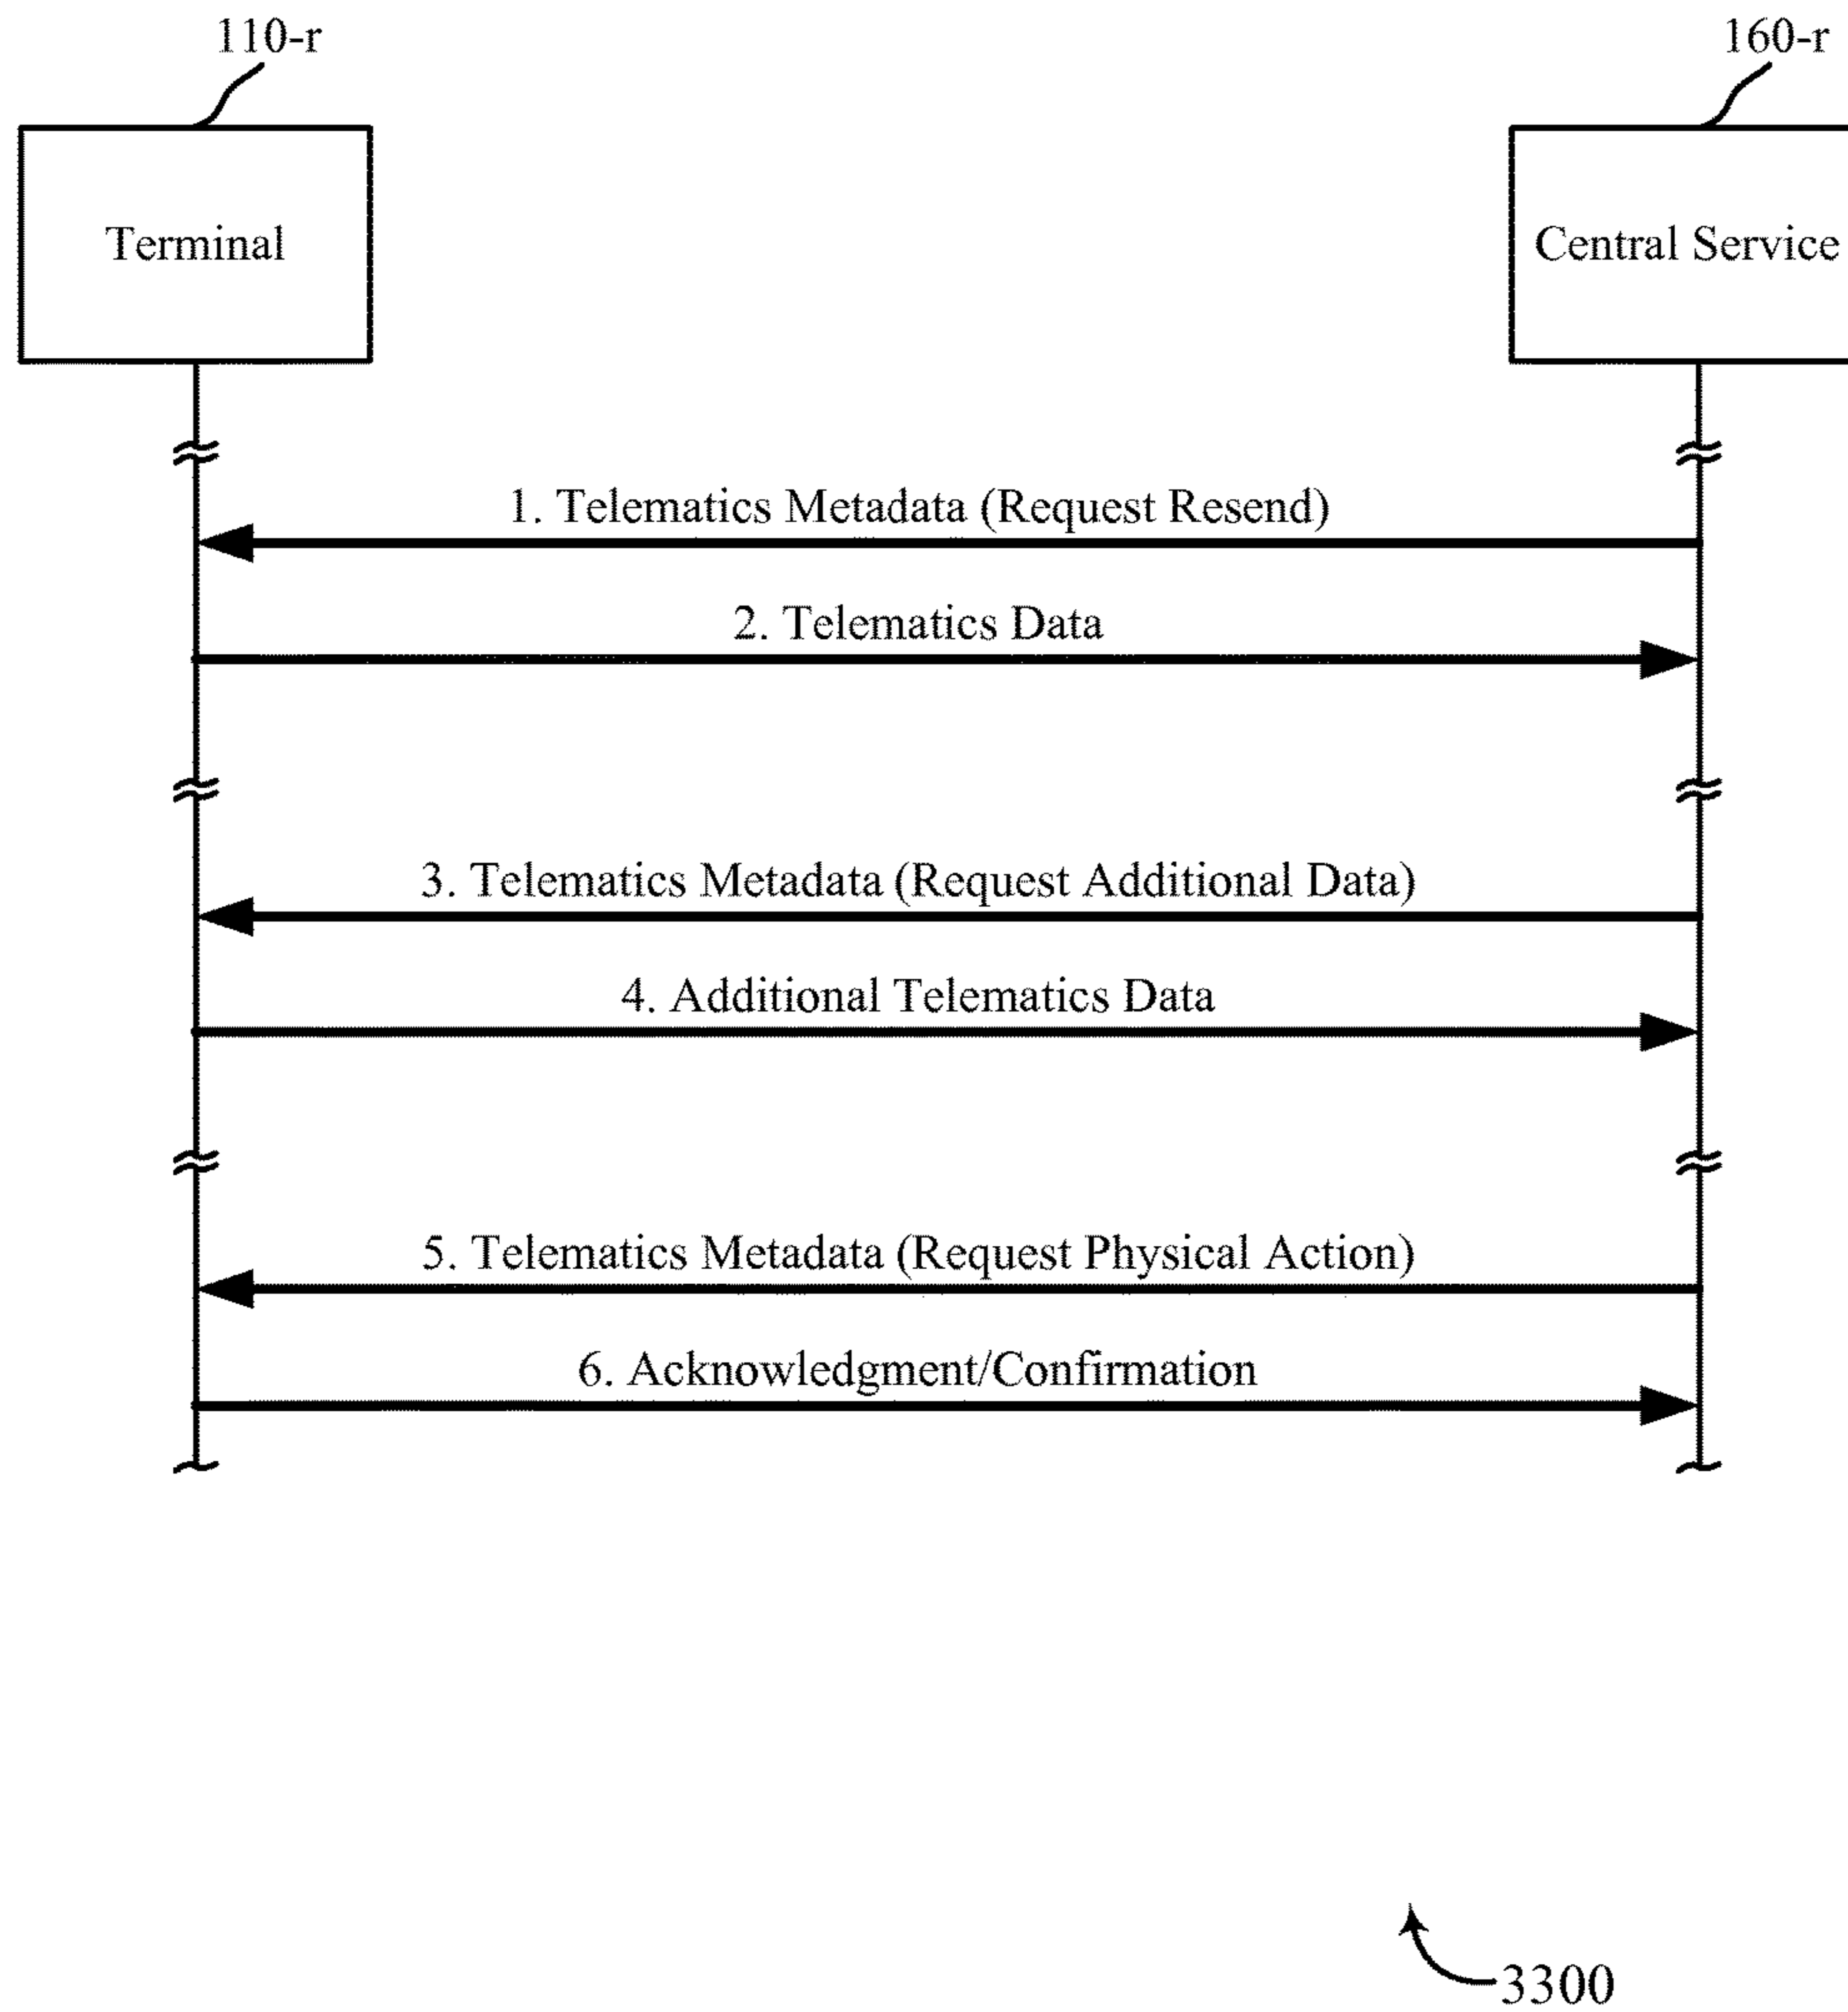 110-r
160-r
Terminal
Central Service
1. Telematics Metadata (Request Resend)
2. Telematics Data
3. Telematics Metadata (Request Additional Data)
4. Additional Telematics Data
5. Telematics Metadata (Request Physical Action)
6. Acknowledgment/Confirmation
3300